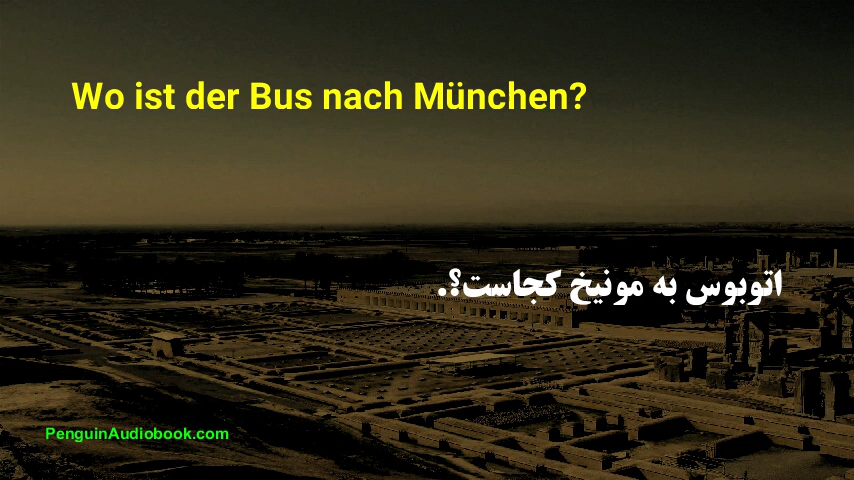 Wo ist der Bus nach München?
اتوبوس به مونیخ کجاست؟.
PenguinAudiobook.com